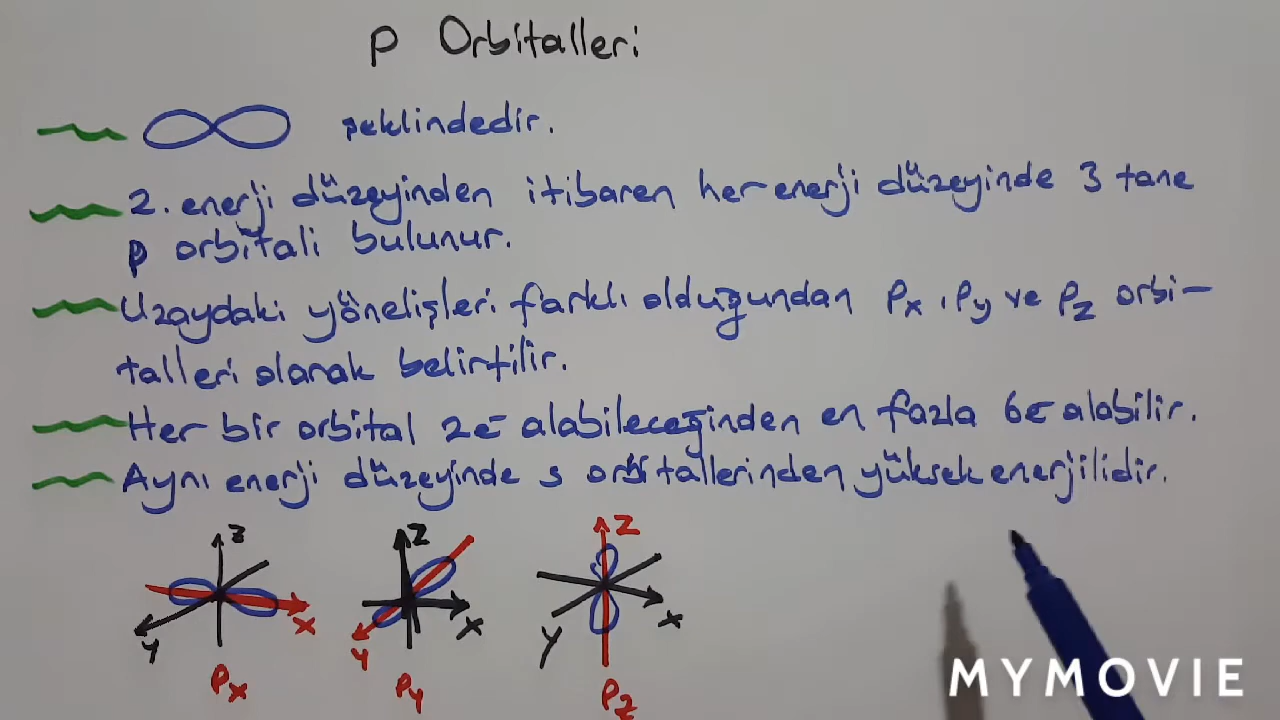 p Orbitalleri
şeklindedir.
2. enerji düzeyinden itibaren her enerji düzeyinde 3 tane
p orbitali bulunur.
Uzaydaki yönelişleri farklı olduğundan Px, Py ve Pz orbi-
talleri olarak belirtilir.
Her bir orbital 2e- alabileceğinden en fazla 6e- alabilir.
Aynı enerji düzeyinde s orbitallerinden yüksek enerjilidir.
z
y
x
Px
z
y
x
Py
z
y
x
Pz
MYMOVIE